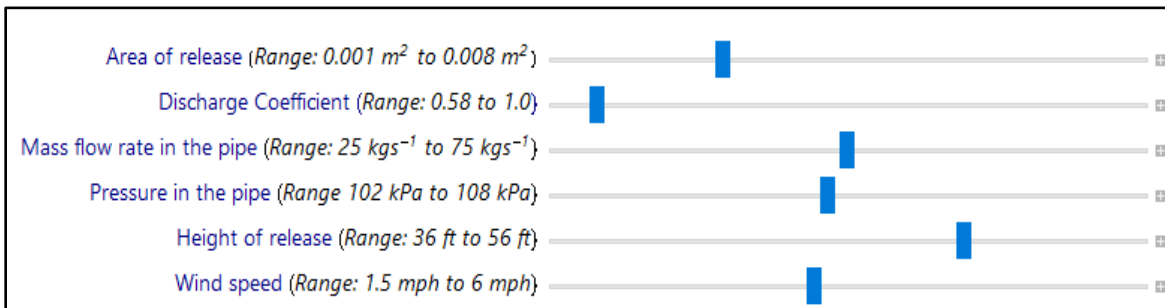 Area of release (Range: 0.001 m² to 0.008 m²)
Discharge Coefficient (Range: 0.58 to 1.0)
Mass flow rate in the pipe (Range: 25 kgs⁻¹ to 75 kgs⁻¹)
Pressure in the pipe (Range 102 kPa to 108 kPa)
Height of release (Range: 36 ft to 56 ft)
Wind speed (Range: 1.5 mph to 6 mph)